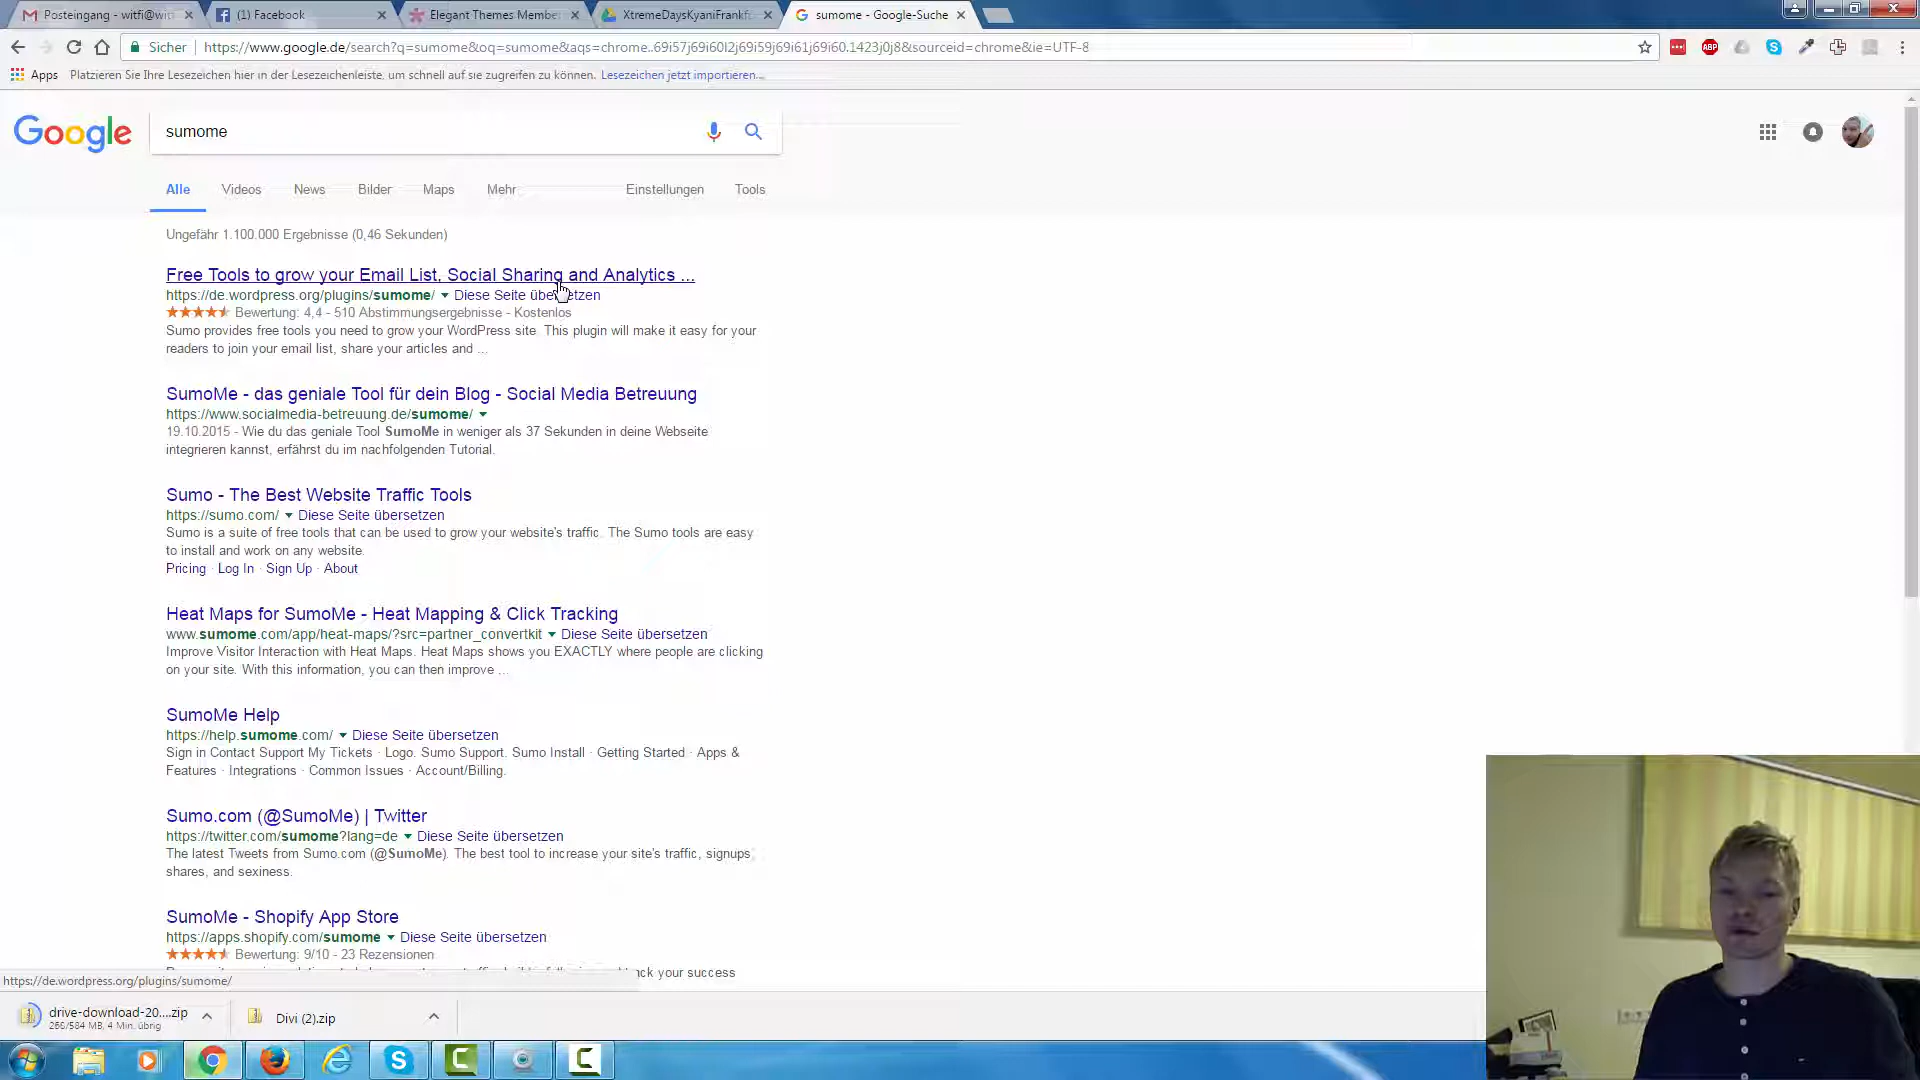 Posteingang - witfi@wit
(1) Facebook
Elegant Themes Membe
XtremeDaysKyaniFrankf
sumome - Google-Suche
Sicher
https://www.google.de/search?q=sumome&oq=sumome&aqs=chrome..69i57j69i60l2j69i59j69i61j69i60.1423j0j8&sourceid=chrome&ie=UTF-8
ABP
Apps
Platzieren Sie Ihre Lesezeichen hier in der Lesezeichenleiste, um schnell auf sie zugreifen zu können.
Lesezeichen jetzt importieren...
Google
sumome
Alle
Videos
News
Bilder
Maps
Mehr
Einstellungen
Tools
Ungefähr 1.100.000 Ergebnisse (0,46 Sekunden)
Free Tools to grow your Email List, Social Sharing and Analytics ...
https://de.wordpress.org/plugins/sumome/ Diese Seite übersetzen
Bewertung: 4,4 - 510 Abstimmungsergebnisse - Kostenlos
Sumo provides free tools you need to grow your WordPress site. This plugin will make it easy for your
readers to join your email list, share your articles and ...
SumoMe - das geniale Tool für dein Blog - Social Media Betreuung
https://www.socialmedia-betreuung.de/sumome/
19.10.2015 - Wie du das geniale Tool SumoMe in weniger als 37 Sekunden in deine Webseite
integrieren kannst, erfährst du im nachfolgenden Tutorial.
Sumo - The Best Website Traffic Tools
https://sumo.com/ Diese Seite übersetzen
Sumo is a suite of free tools that can be used to grow your website's traffic. The Sumo tools are easy
to install and work on any website.
Pricing · Log In · Sign Up · About
Heat Maps for SumoMe - Heat Mapping & Click Tracking
www.sumome.com/app/heat-maps/?src=partner_convertkit Diese Seite übersetzen
Improve Visitor Interaction with Heat Maps. Heat Maps shows you EXACTLY where people are clicking
on your site. With this information, you can then improve ...
SumoMe Help
https://help.sumome.com/ Diese Seite übersetzen
Sign in Contact Support My Tickets · Logo. Sumo Support. Sumo Install · Getting Started · Apps &
Features · Integrations · Common Issues · Account/Billing.
Sumo.com (@SumoMe) | Twitter
https://twitter.com/sumome?lang=de Diese Seite übersetzen
The latest Tweets from Sumo.com (@SumoMe). The best tool to increase your site's traffic, signups
shares, and sexiness.
SumoMe - Shopify App Store
https://apps.shopify.com/sumome Diese Seite übersetzen
Bewertung: 9/10 - 23 Rezensionen
your success
https://de.wordpress.org/plugins/sumome/
drive-download-20....zip
266/584 MB, 4 Min. übrig
Divi (2).zip